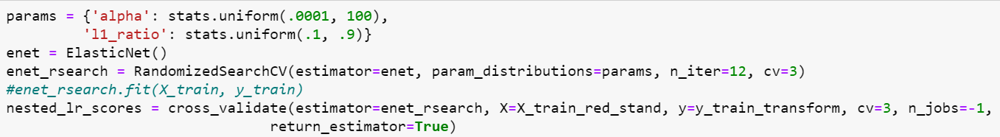 params = {'alpha': stats.uniform(.0001, 100),
         'l1_ratio': stats.uniform(.1, .9)}
enet = ElasticNet()
enet_rsearch = RandomizedSearchCV(estimator=enet, param_distributions=params, n_iter=12, cv=3)
#enet_rsearch.fit(X_train, y_train)
nested_lr_scores = cross_validate(estimator=enet_rsearch, X=X_train_red_stand, y=y_train_transform, cv=3, n_jobs=-1,
                                  return_estimator=True)